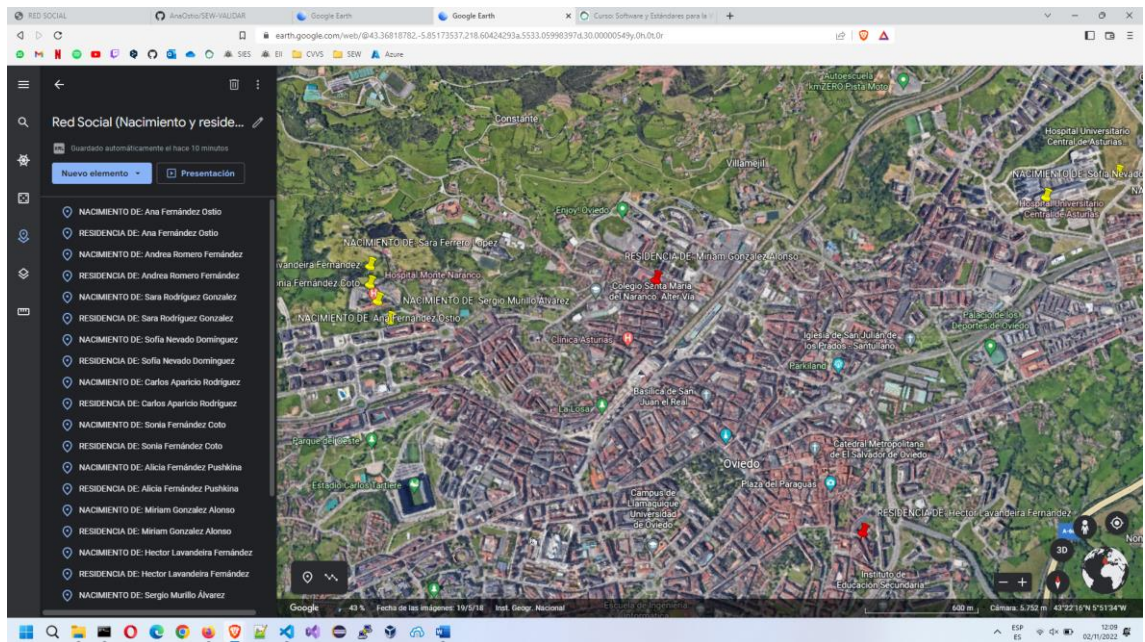 RED SOCIAL
AnaOstio/SEW-VALIDAR
Google Earth
Google Earth
Curso: Software y Estándares para la
earth.google.com/web/@43.36818782,-5.85173537,218.60424293a,5533.05998397d,30.00000549y,0h,0t,0r
SIES
EII
CVVS
SEW
Azure
Red Social (Nacimiento y reside...
Guardado automáticamente el hace 10 minutos
Nuevo elemento
Presentación
NACIMIENTO DE: Ana Fernández Ostio
RESIDENCIA DE: Ana Fernández Ostio
NACIMIENTO DE: Andrea Romero Fernández
RESIDENCIA DE: Andrea Romero Fernández
NACIMIENTO DE: Sara Rodríguez Gonzalez
RESIDENCIA DE: Sara Rodríguez Gonzalez
NACIMIENTO DE: Sofía Nevado Domínguez
RESIDENCIA DE: Sofía Nevado Domínguez
NACIMIENTO DE: Carlos Aparicio Rodríguez
RESIDENCIA DE: Carlos Aparicio Rodríguez
NACIMIENTO DE: Sonia Fernández Coto
RESIDENCIA DE: Sonia Fernández Coto
NACIMIENTO DE: Alicia Fernández Pushkina
RESIDENCIA DE: Alicia Fernández Pushkina
NACIMIENTO DE: Miriam Gonzalez Alonso
RESIDENCIA DE: Miriam Gonzalez Alonso
NACIMIENTO DE: Hector Lavandeira Fernández
RESIDENCIA DE: Hector Lavandeira Fernández
NACIMIENTO DE: Sergio Murillo Álvarez
Autoescuela
kmZERO Pista Moto
Constante
Hospital Universitario
Central de Asturias
Villamejil
NACIMIENTO DE: Sofía Nevado
NA
Hospital Universitario
Central de Asturias
Enjoy Oviedo
NACIMIENTO DE: Sara Ferrero López
RESIDENCIA DE: Miriam González Alonso
vandeira Fernández
Hospital Monte Naranco
nia Fernández Coto
Colegio Santa María
del Naranco. Alter Vía
NACIMIENTO DE: Sergio Murillo Álvarez
NACIMIENTO DE: Ana Fernández Ostio
Palacio de los
Deportes de Oviedo
Clínica Asturias
Iglesia de San Julián de
los Prados - Santullano
Parkiland
Basílica de San
Juan el Real
La Losa
Parque del Oeste
Catedral Metropolitana
de El Salvador de Oviedo
Oviedo
Estadio Carlos Tartiere
Plaza del Paraguas
Campus de
Llamaquique
Universidad
de Oviedo
RESIDENCIA DE: Hector Lavandeira Fernández
A-66
Non
3D
Instituto de
Educación Secundaria
Escuela de Ingeniería
Google
43 %
Fecha de las imágenes: 19/5/18
Inst. Geogr. Nacional
600 m
Cámara: 5.752 m
43°22'16"N 5°51'34"W
ESP
ES
12:09
02/11/2022